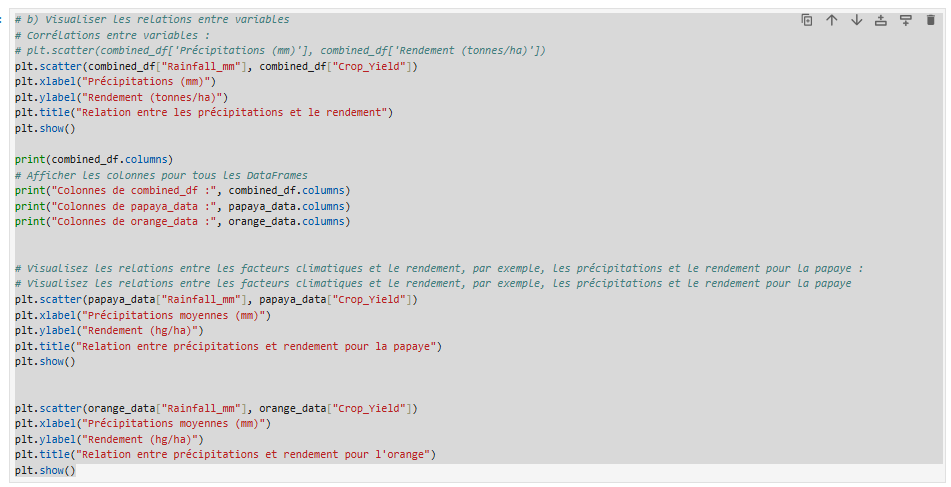 # b) Visualiser les relations entre variables
# Corrélations entre variables :
# plt.scatter(combined_df['Précipitations (mm)'], combined_df['Rendement (tonnes/ha)'])
plt.scatter(combined_df["Rainfall_mm"], combined_df["Crop_Yield"])
plt.xlabel("Précipitations (mm)")
plt.ylabel("Rendement (tonnes/ha)")
plt.title("Relation entre les précipitations et le rendement")
plt.show()
print(combined_df.columns)
# Afficher les colonnes pour tous les DataFrames
print("Colonnes de combined_df :", combined_df.columns)
print("Colonnes de papaya_data :", papaya_data.columns)
print("Colonnes de orange_data :", orange_data.columns)
# Visualisez les relations entre les facteurs climatiques et le rendement, par exemple, les précipitations et le rendement pour la papaye :
# Visualisez les relations entre les facteurs climatiques et le rendement, par exemple, les précipitations et le rendement pour la papaye
plt.scatter(papaya_data["Rainfall_mm"], papaya_data["Crop_Yield"])
plt.xlabel("Précipitations moyennes (mm)")
plt.ylabel("Rendement (hg/ha)")
plt.title("Relation entre précipitations et rendement pour la papaye")
plt.show()
plt.scatter(orange_data["Rainfall_mm"], orange_data["Crop_Yield"])
plt.xlabel("Précipitations moyennes (mm)")
plt.ylabel("Rendement (hg/ha)")
plt.title("Relation entre précipitations et rendement pour l'orange")
plt.show()